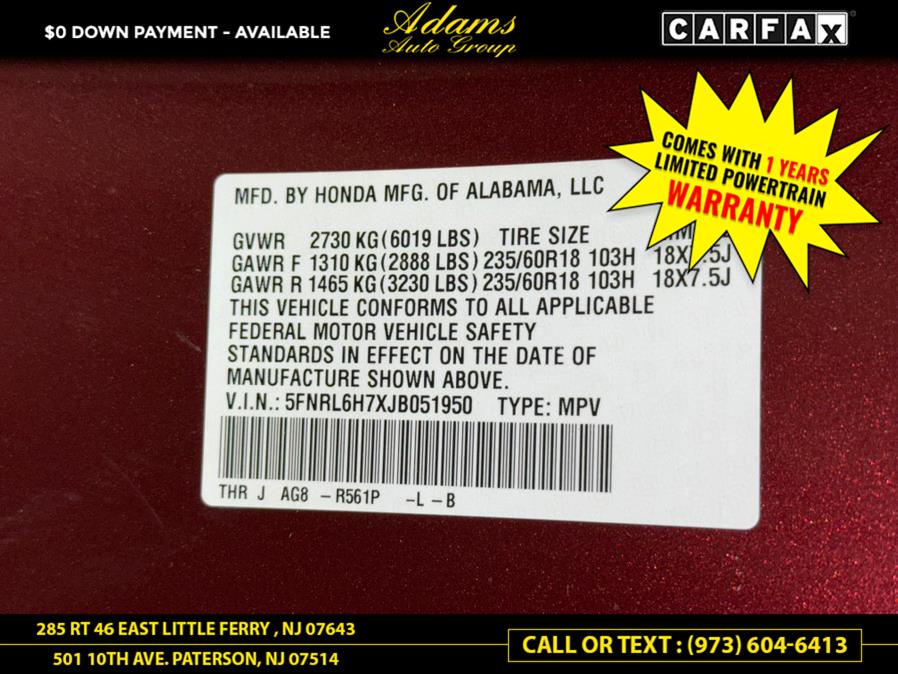 $0 DOWN PAYMENT - AVAILABLE
Adams
Auto Group
CARFAX
COMES WITH 1 YEARS
LIMITED POWERTRAIN
WARRANTY
MFD. BY HONDA MFG. OF ALABAMA, LLC
GVWR 2730 KG(6019 LBS) TIRE SIZE
GAWR F 1310 KG(2888 LBS) 235/60R18 103H
GAWR R 1465 KG(3230 LBS) 235/60R18 103H 18X7.5J
THIS VEHICLE CONFORMS TO ALL APPLICABLE
FEDERAL MOTOR VEHICLE SAFETY
STANDARDS IN EFFECT ON THE DATE OF
MANUFACTURE SHOWN ABOVE.
V.I.N.: 5FNRL6H7XJB051950 TYPE: MPV
THR J AG8 - R561P -L - B
285 RT 46 EAST LITTLE FERRY , NJ 07643
501 10TH AVE. PATERSON, NJ 07514
CALL OR TEXT : (973) 604-6413